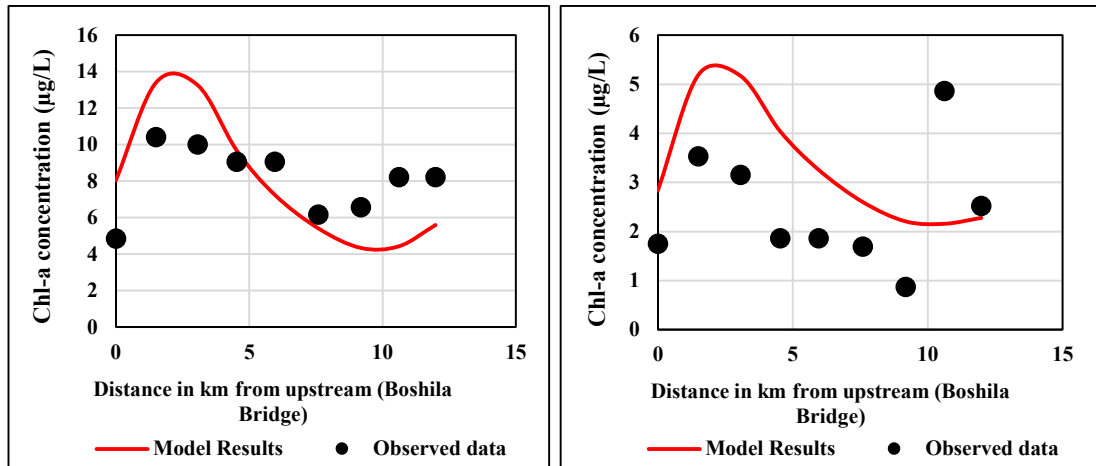 Chl-a concentration (µg/L)
16
14
12
10
8
6
4
2
0
0
5
10
15
Distance in km from upstream (Boshila
Bridge)
Model Results
Observed data
Chl-a concentration (µg/L)
6
5
4
3
2
1
0
0
5
10
15
Distance in km from upstream (Boshila
Bridge)
Model Results
Observed data